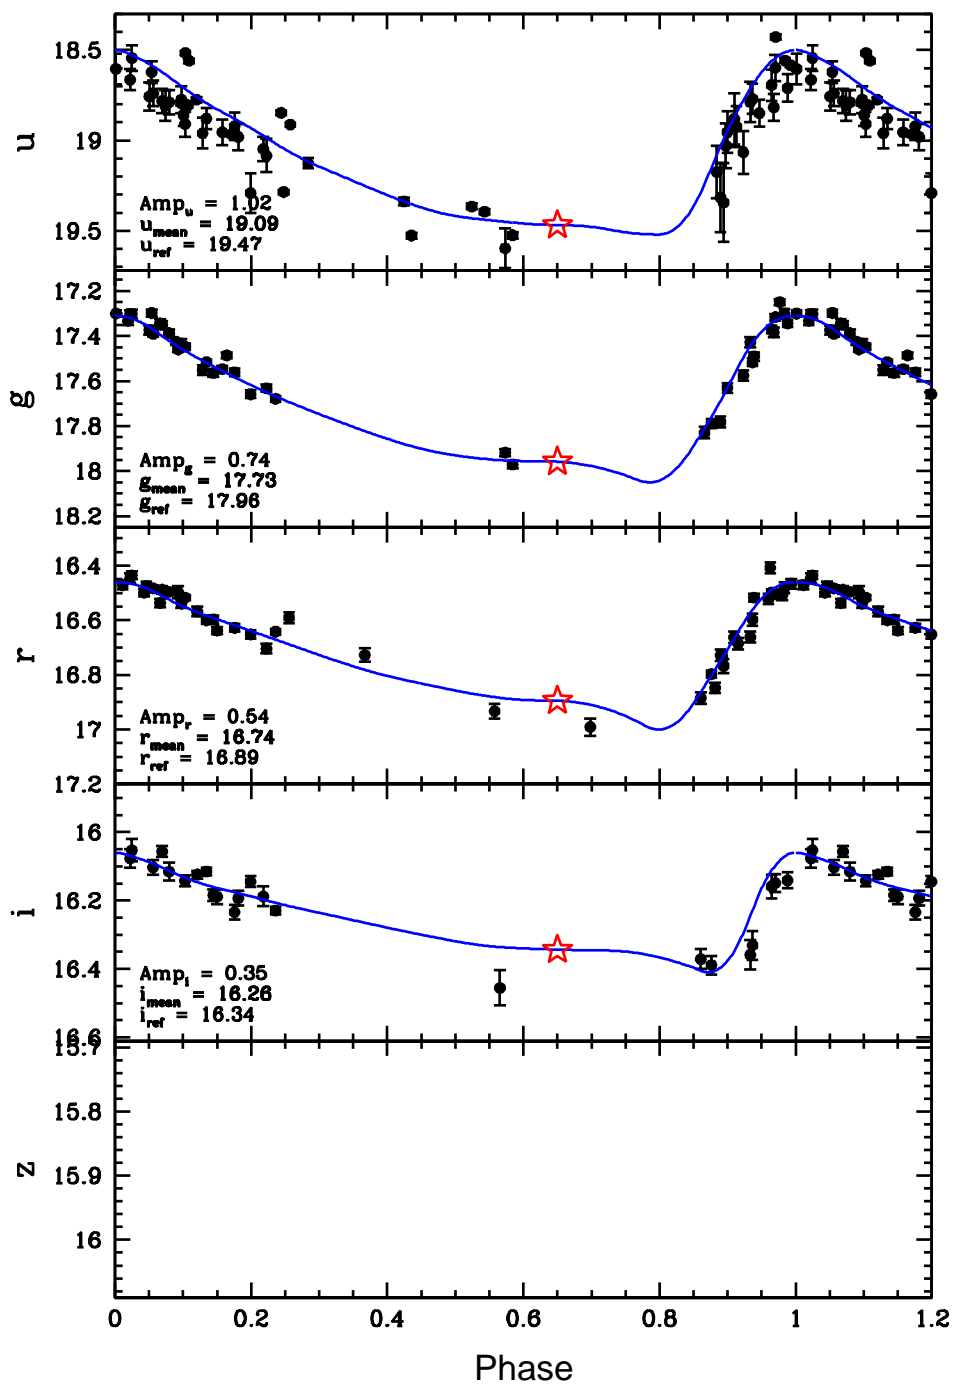 u
18.5
19
19.5
Amp_u = 1.02
u_mean = 19.09
u_ref = 19.47
g
17.2
17.4
17.6
17.8
18
18.2
Amp_g = 0.74
g_mean = 17.73
g_ref = 17.96
r
16.4
16.6
16.8
17
17.2
Amp_r = 0.54
r_mean = 16.74
r_ref = 16.89
i
16
16.2
16.4
16.6
Amp_i = 0.35
i_mean = 16.26
i_ref = 16.34
z
15.7
15.8
15.9
16
0 0.2 0.4 0.6 0.8 1 1.2
Phase